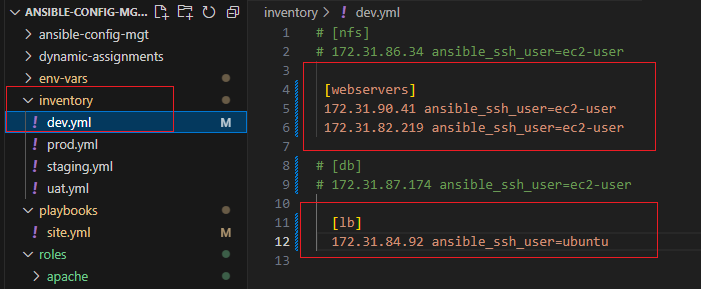 ANSIBLE-CONFIG-MG...
ansible-config-mgt
dynamic-assignments
env-vars
inventory
dev.yml M
prod.yml
staging.yml
uat.yml
playbooks
site.yml M
roles
apache
inventory > ! dev.yml
1 # [nfs]
2 # 172.31.86.34 ansible_ssh_user=ec2-user
3
4 [webservers]
5 172.31.90.41 ansible_ssh_user=ec2-user
6 172.31.82.219 ansible_ssh_user=ec2-user
7
8 # [db]
9 # 172.31.87.174 ansible_ssh_user=ec2-user
10
11 [lb]
12 172.31.84.92 ansible_ssh_user=ubuntu
13